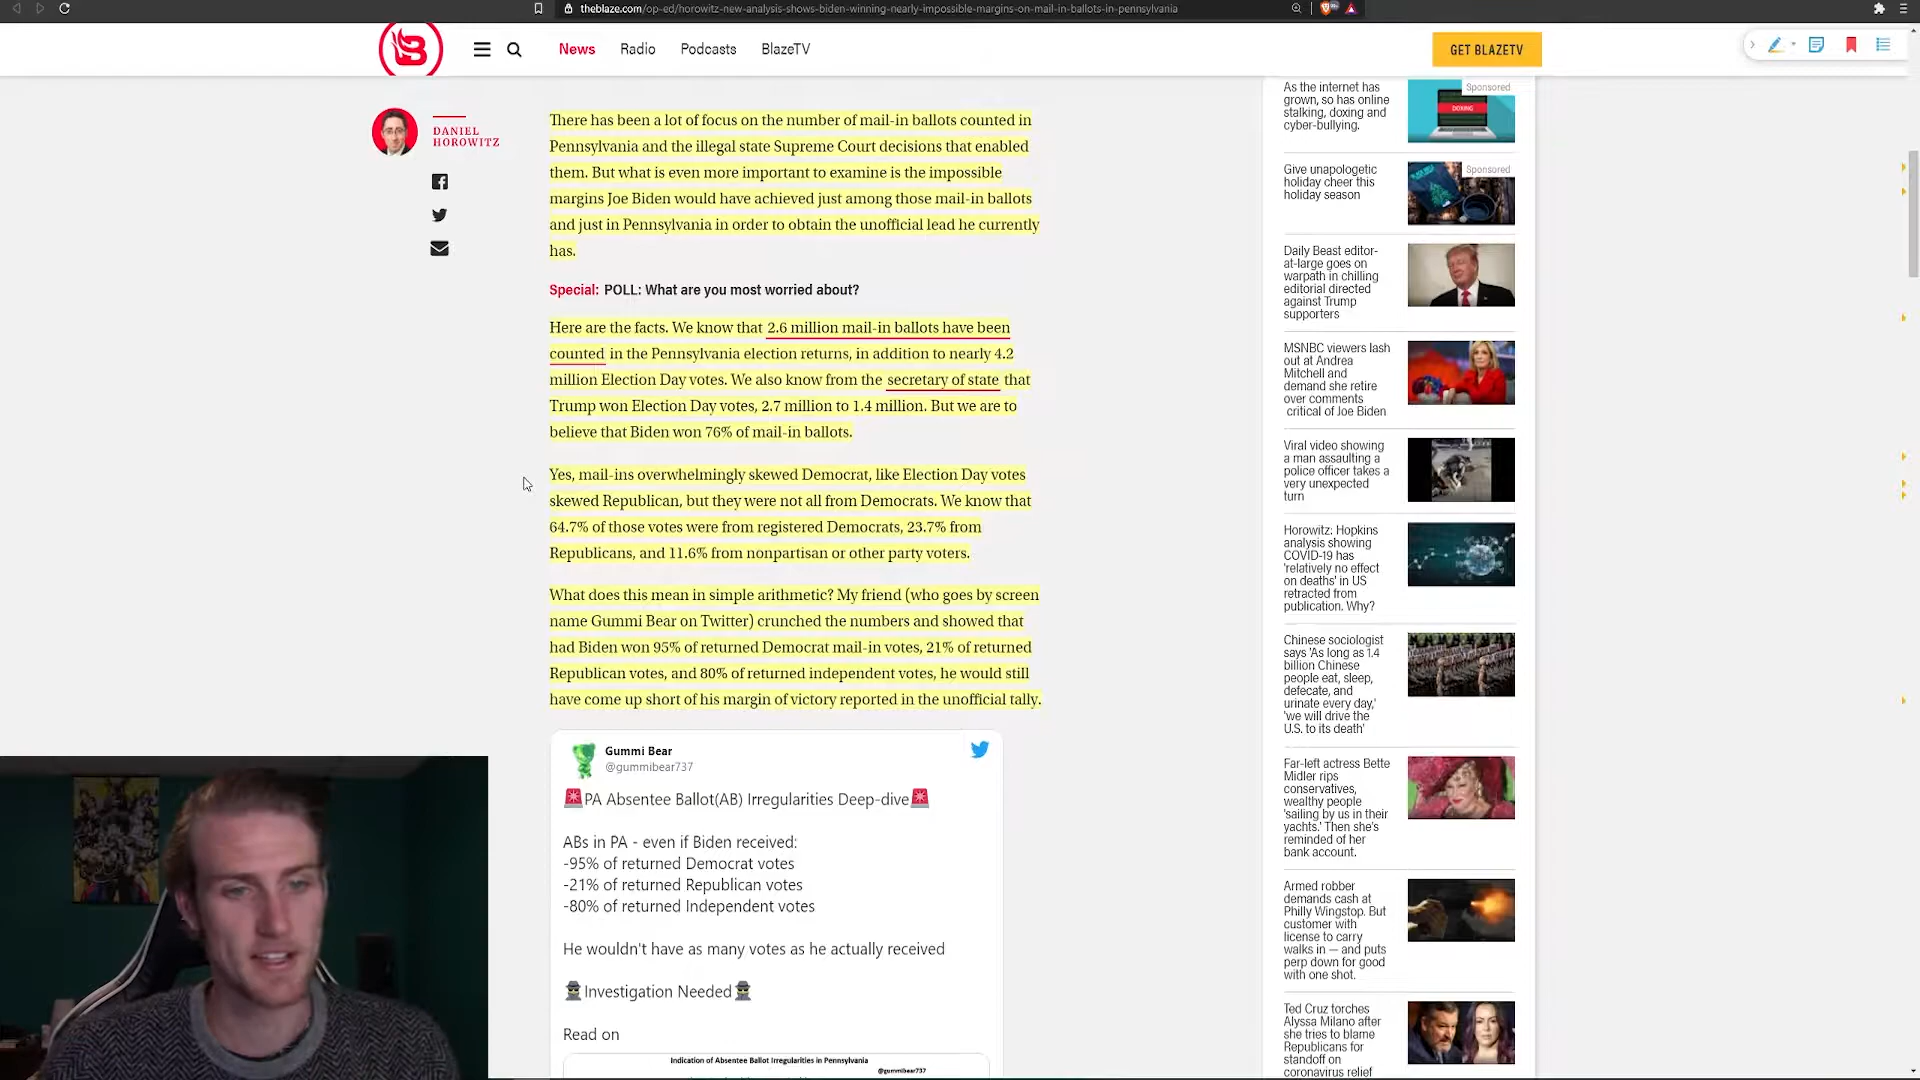 theblaze.com/op-ed/horowitz-new-analysis-shows-biden-winning-nearly-impossible-margins-on-mail-in-ballots-in-pennsylvania
News
Radio
Podcasts
BlazeTV
GET BLAZETV
DANIEL
HOROWITZ
There has been a lot of focus on the number of mail-in ballots counted in
Pennsylvania and the illegal state Supreme Court decisions that enabled
them. But what is even more important to examine is the impossible
margins Joe Biden would have achieved just among those mail-in ballots
and just in Pennsylvania in order to obtain the unofficial lead he currently
has.
Special: POLL: What are you most worried about?
Here are the facts. We know that 2.6 million mail-in ballots have been
counted in the Pennsylvania election returns, in addition to nearly 4.2
million Election Day votes. We also know from the secretary of state that
Trump won Election Day votes, 2.7 million to 1.4 million. But we are to
believe that Biden won 76% of mail-in ballots.
Yes, mail-ins overwhelmingly skewed Democrat, like Election Day votes
skewed Republican, but they were not all from Democrats. We know that
64.7% of those votes were from registered Democrats, 23.7% from
Republicans, and 11.6% from nonpartisan or other party voters.
What does this mean in simple arithmetic? My friend (who goes by screen
name Gummi Bear on Twitter) crunched the numbers and showed that
had Biden won 95% of returned Democrat mail-in votes, 21% of returned
Republican votes, and 80% of returned independent votes, he would still
have come up short of his margin of victory reported in the unofficial tally.
Gummi Bear
@gummibear737
🚨PA Absentee Ballot(AB) Irregularities Deep-dive🚨
ABs in PA - even if Biden received:
-95% of returned Democrat votes
-21% of returned Republican votes
-80% of returned Independent votes
He wouldn't have as many votes as he actually received
🕵Investigation Needed🕵
Read on
Indication of Absentee Ballot Irregularities in Pennsylvania
@gummibear737
As the internet has
grown, so has online
stalking, doxing and
cyber-bullying.
Sponsored
DOXING
Give unapologetic
holiday cheer this
holiday season
Sponsored
Daily Beast editor-
at-large goes on
warpath in chilling
editorial directed
against Trump
supporters
MSNBC viewers lash
out at Andrea
Mitchell and
demand she retire
over comments
critical of Joe Biden
Viral video showing
a man assaulting a
police officer takes a
very unexpected
turn
Horowitz: Hopkins
analysis showing
COVID-19 has
'relatively no effect
on deaths' in US
retracted from
publication. Why?
Chinese sociologist
says 'As long as 1.4
billion Chinese
people eat, sleep,
defecate, and
urinate every day,'
'we will drive the
U.S. to its death'
Far-left actress Bette
Midler rips
conservatives,
wealthy people
'sailing by us in their
yachts.' Then she's
reminded of her
bank account.
Armed robber
demands cash at
Philly Wingstop. But
customer with
license to carry
walks in — and puts
perp down for good
with one shot.
Ted Cruz torches
Alyssa Milano after
she tries to blame
Republicans for
standoff on
coronavirus relief